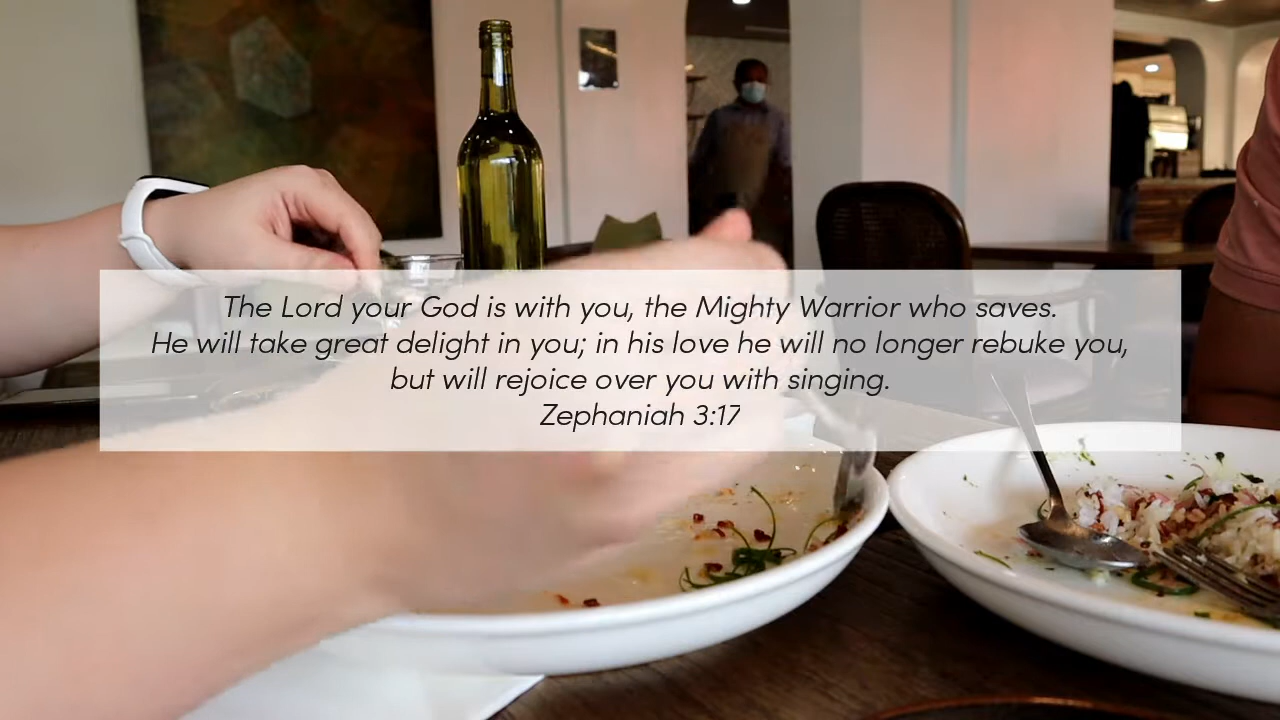 The Lord your God is with you, the Mighty Warrior who saves.
He will take great delight in you; in his love he will no longer rebuke you,
but will rejoice over you with singing.
Zephaniah 3:17